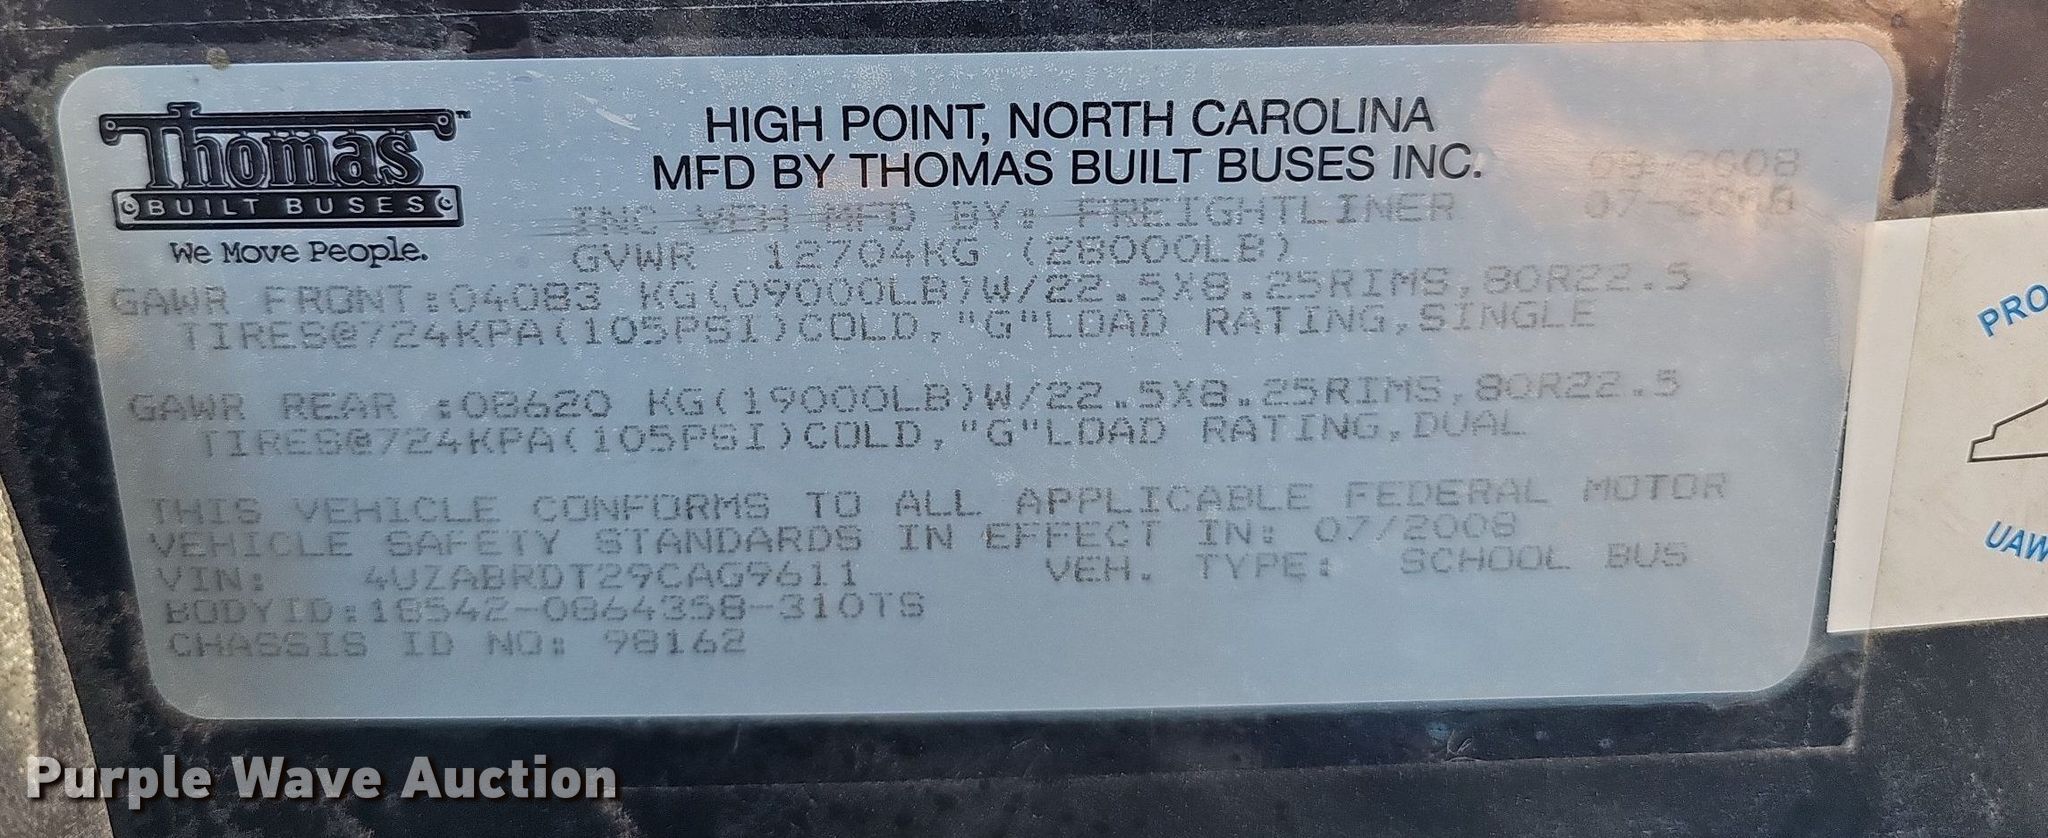 Thomas™
BUILT BUSES
We Move People.
HIGH POINT, NORTH CAROLINA
MFD BY THOMAS BUILT BUSES INC. 09/2008
INC VEH MFD BY: FREIGHTLINER 07-2008
GVWR 12704KG (28000LB)
GAWR FRONT:04083 KG(09000LB)W/22.5X8.25RIMS,80R22.5
TIRES@724KPA(105PSI)COLD,"G"LOAD RATING,SINGLE
GAWR REAR :08620 KG(19000LB)W/22.5X8.25RIMS,80R22.5
TIRES@724KPA(105PSI)COLD,"G"LOAD RATING,DUAL
THIS VEHICLE CONFORMS TO ALL APPLICABLE FEDERAL MOTOR
VEHICLE SAFETY STANDARDS IN EFFECT IN: 07/2008
VIN: 4UZABRDT29CAG9611 VEH. TYPE: SCHOOL BUS
BODYID:18542-0864358-310TS
CHASSIS ID NO: 98162
PRO
UAW
Purple Wave Auction